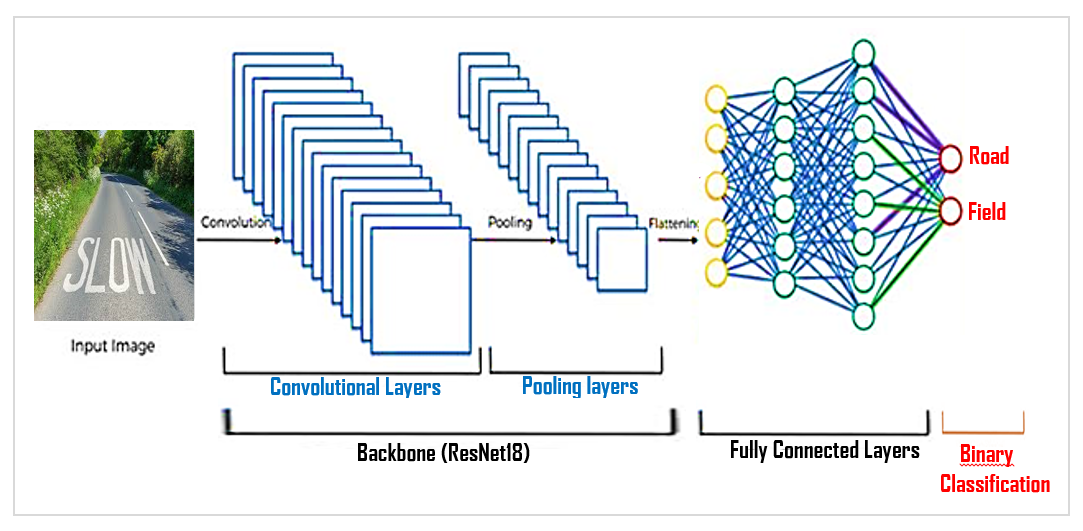 SLOW
Input Image
Convolution
Pooling
Flattening
Road
Field
Convolutional Layers
Pooling layers
Backbone (ResNet18)
Fully Connected Layers
Binary
Classification